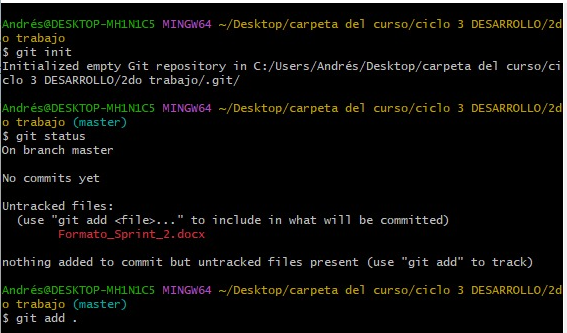 Andrés@DESKTOP-MH1N1C5 MINGW64 ~/Desktop/carpeta del curso/ciclo 3 DESARROLLO/2d
o trabajo
$ git init
Initialized empty Git repository in C:/Users/Andrés/Desktop/carpeta del curso/ci
clo 3 DESARROLLO/2do trabajo/.git/
Andrés@DESKTOP-MH1N1C5 MINGW64 ~/Desktop/carpeta del curso/ciclo 3 DESARROLLO/2d
o trabajo (master)
$ git status
On branch master
No commits yet
Untracked files:
(use "git add <file>..." to include in what will be committed)
Formato_Sprint_2.docx
nothing added to commit but untracked files present (use "git add" to track)
Andrés@DESKTOP-MH1N1C5 MINGW64 ~/Desktop/carpeta del curso/ciclo 3 DESARROLLO/2d
o trabajo (master)
$ git add .